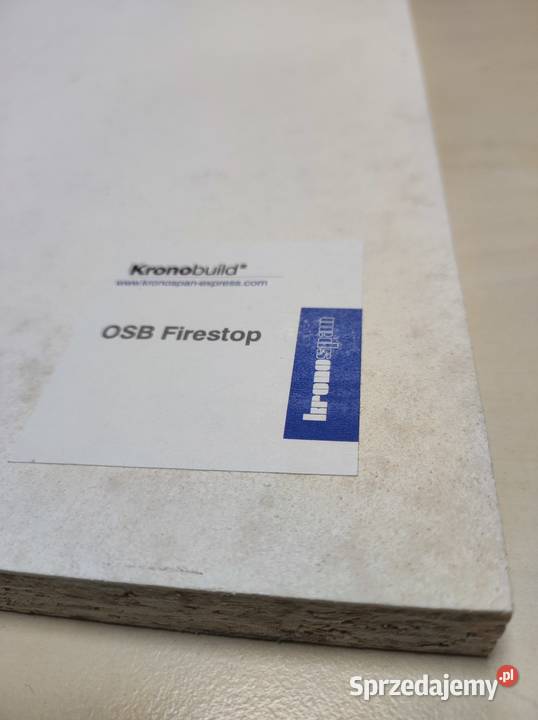 Kronobuild®
www.kronospan-express.com
OSB Firestop
kronospan
Sprzedajemy.pl